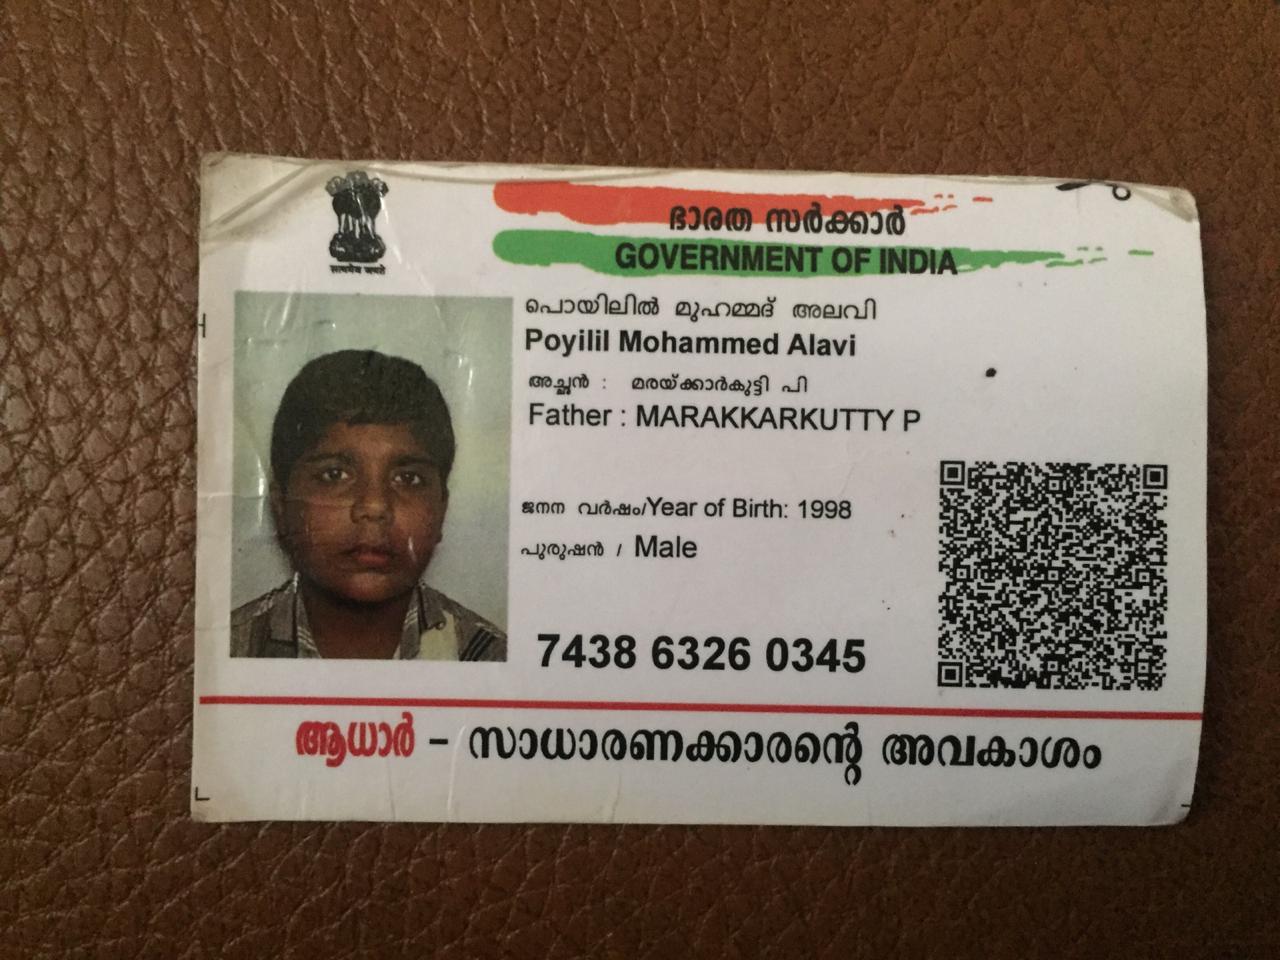 सत्यमेव जयते
ഭാരത സർക്കാർ
GOVERNMENT OF INDIA
പൊയിലിൽ മുഹമ്മദ് അലവി
Poyilil Mohammed Alavi
അച്ഛൻ : മരയ്ക്കാർകുട്ടി പി
Father : MARAKKARKUTTY P
ജനന വർഷം/Year of Birth: 1998
പുരുഷൻ / Male
7438 6326 0345
ആധാർ - സാധാരണക്കാരന്റെ അവകാശം